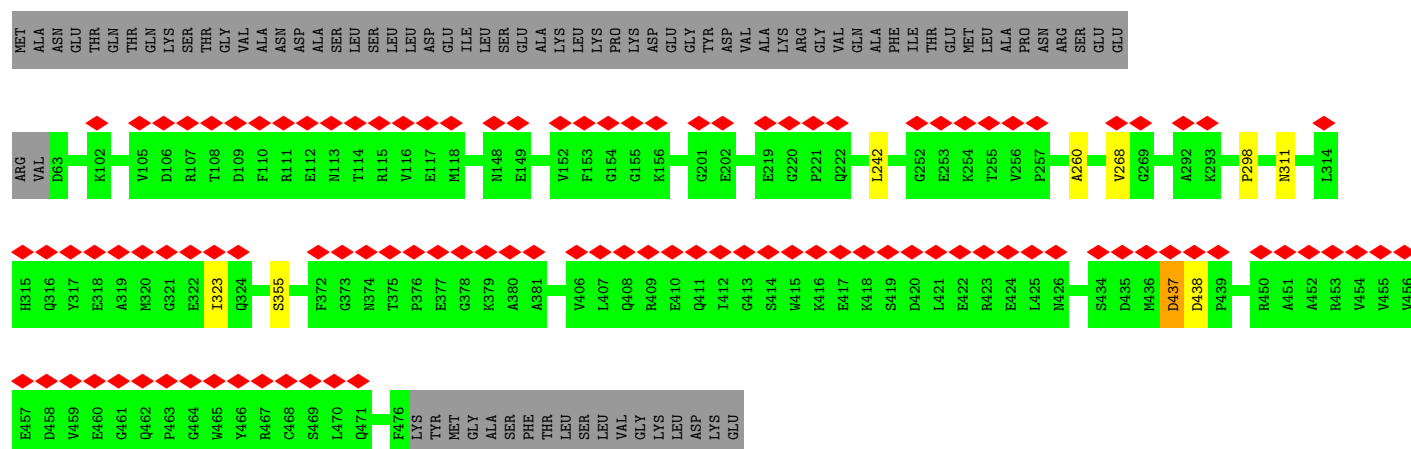 MET ALA ASN GLU THR GLN THR GLN LYS SER THR GLY VAL ALA ASN ASP ALA SER LEU SER LEU LEU ASP GLU ILE LEU SER GLU ALA LYS LEU LYS PRO LYS ASP GLU GLY TYR ASP VAL ALA LYS ARG GLY VAL GLN ALA PHE ILE THR GLU MET LEU ALA PRO ASN ARG SER GLU GLU
ARG VAL D63 K102 V105 D106 R107 T108 D109 F110 R111 E112 N113 T114 R115 V116 E117 M118 N148 E149 V152 F153 G154 G155 K156 G201 E202 E219 G220 P221 Q222 L242 G252 E253 K254 T255 V256 P257 A260 V268 G269 A292 K293 P298 N311 L314
H315 Q316 Y317 E318 A319 M320 G321 E322 I323 Q324 S355 F372 G373 N374 T375 P376 E377 G378 K379 A380 A381 V406 L407 Q408 R409 E410 Q411 I412 G413 S414 W415 K416 E417 K418 S419 D420 L421 E422 R423 E424 L425 N426 S434 D435 M436 D437 D438 P439 R450 A451 A452 R453 V454 V455 V456
E457 D458 V459 E460 G461 Q462 P463 G464 W465 Y466 R467 C468 S469 L470 Q471 F476 LYS TYR MET GLY ALA SER PHE THR LEU SER LEU VAL GLY LYS LEU ASP LYS GLU